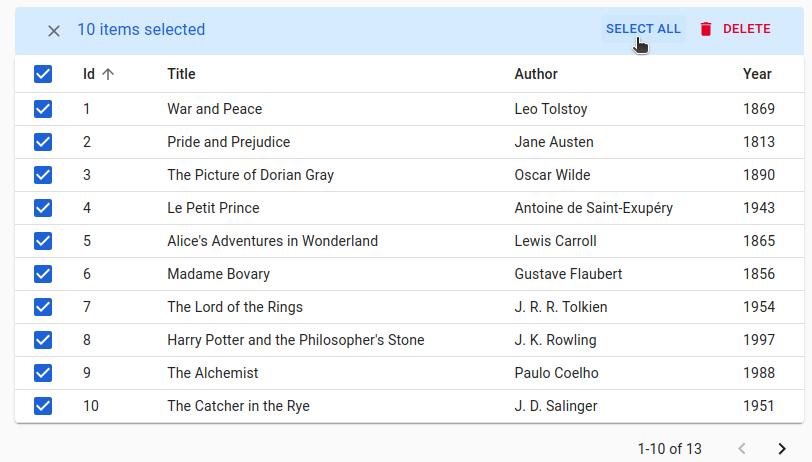 10 items selected SELECT ALL DELETE
Id Title Author Year
1 War and Peace Leo Tolstoy 1869
2 Pride and Prejudice Jane Austen 1813
3 The Picture of Dorian Gray Oscar Wilde 1890
4 Le Petit Prince Antoine de Saint-Exupéry 1943
5 Alice's Adventures in Wonderland Lewis Carroll 1865
6 Madame Bovary Gustave Flaubert 1856
7 The Lord of the Rings J. R. R. Tolkien 1954
8 Harry Potter and the Philosopher's Stone J. K. Rowling 1997
9 The Alchemist Paulo Coelho 1988
10 The Catcher in the Rye J. D. Salinger 1951
1-10 of 13